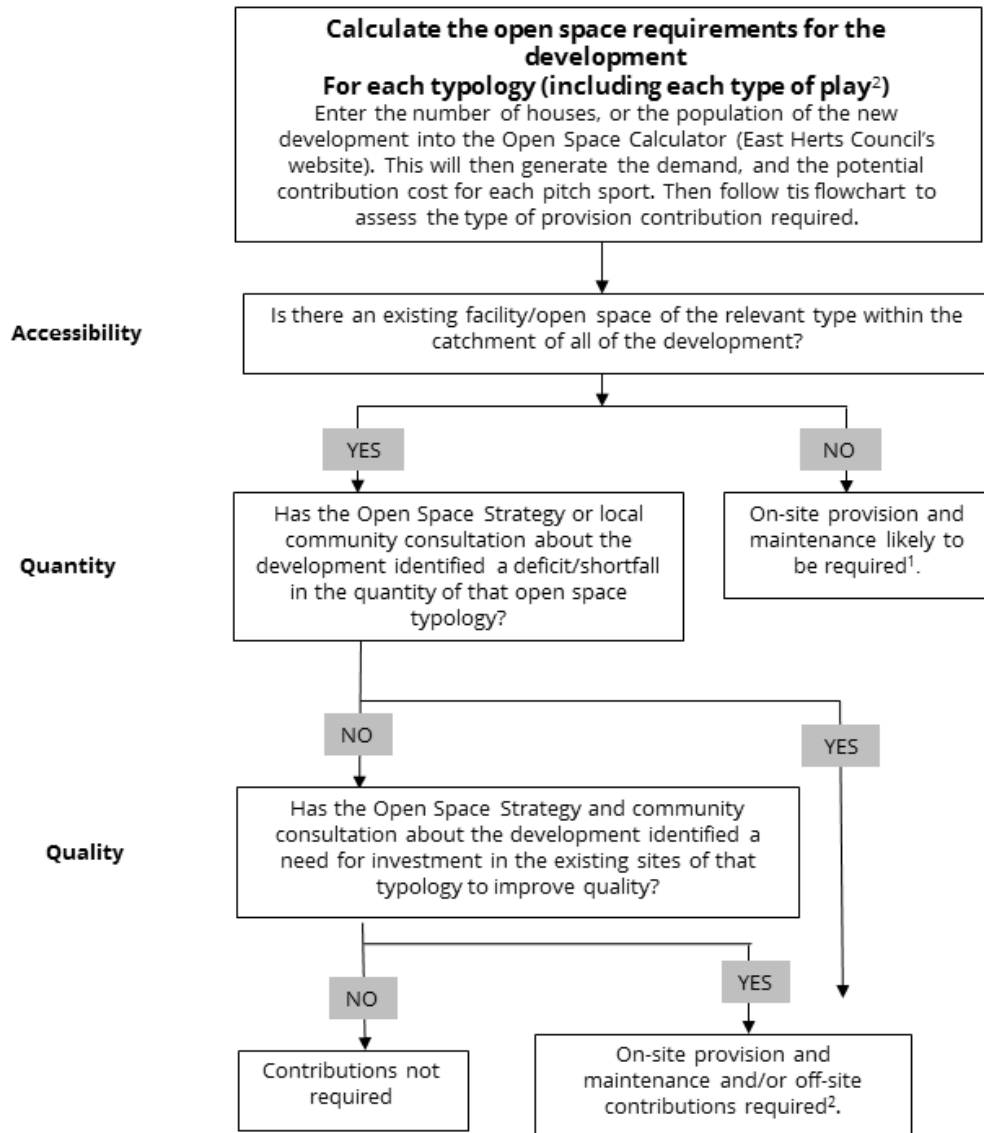 Calculate the open space requirements for the
development
For each typology (including each type of play²)
Enter the number of houses, or the population of the new
development into the Open Space Calculator (East Herts Council's
website). This will then generate the demand, and the potential
contribution cost for each pitch sport. Then follow tis flowchart to
assess the type of provision contribution required.
Accessibility
Is there an existing facility/open space of the relevant type within the
catchment of all of the development?
YES
NO
Quantity
Has the Open Space Strategy or local
community consultation about the
development identified a deficit/shortfall
in the quantity of that open space
typology?
On-site provision and
maintenance likely to
be required¹.
NO
YES
Quality
Has the Open Space Strategy and community
consultation about the development identified a
need for investment in the existing sites of that
typology to improve quality?
NO
YES
Contributions not
required
On-site provision and
maintenance and/or off-site
contributions required².